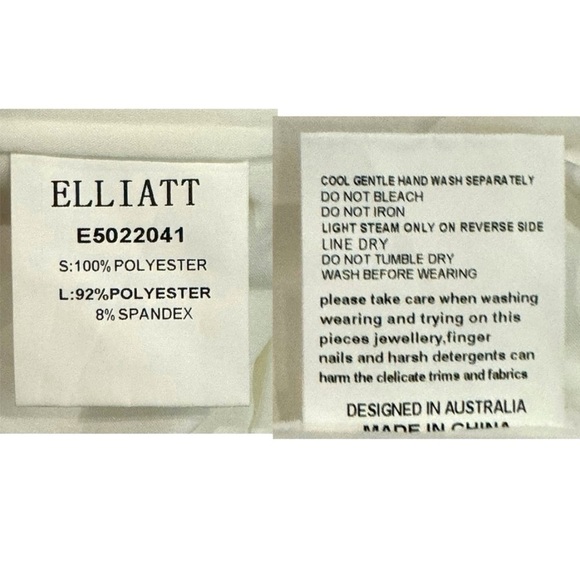 ELLIATT
E5022041
S:100%POLYESTER
L:92%POLYESTER
8%SPANDEX
COOL GENTLE HAND WASH SEPARATELY
DO NOT BLEACH
DO NOT IRON
LIGHT STEAM ONLY ON REVERSE SIDE
LINE DRY
DO NOT TUMBLE DRY
WASH BEFORE WEARING
please take care when washing
wearing and trying on this
pieces jewellery,finger
nails and harsh detergents can
harm the clelicate trims and fabrics
DESIGNED IN AUSTRALIA
MADE IN CHINA